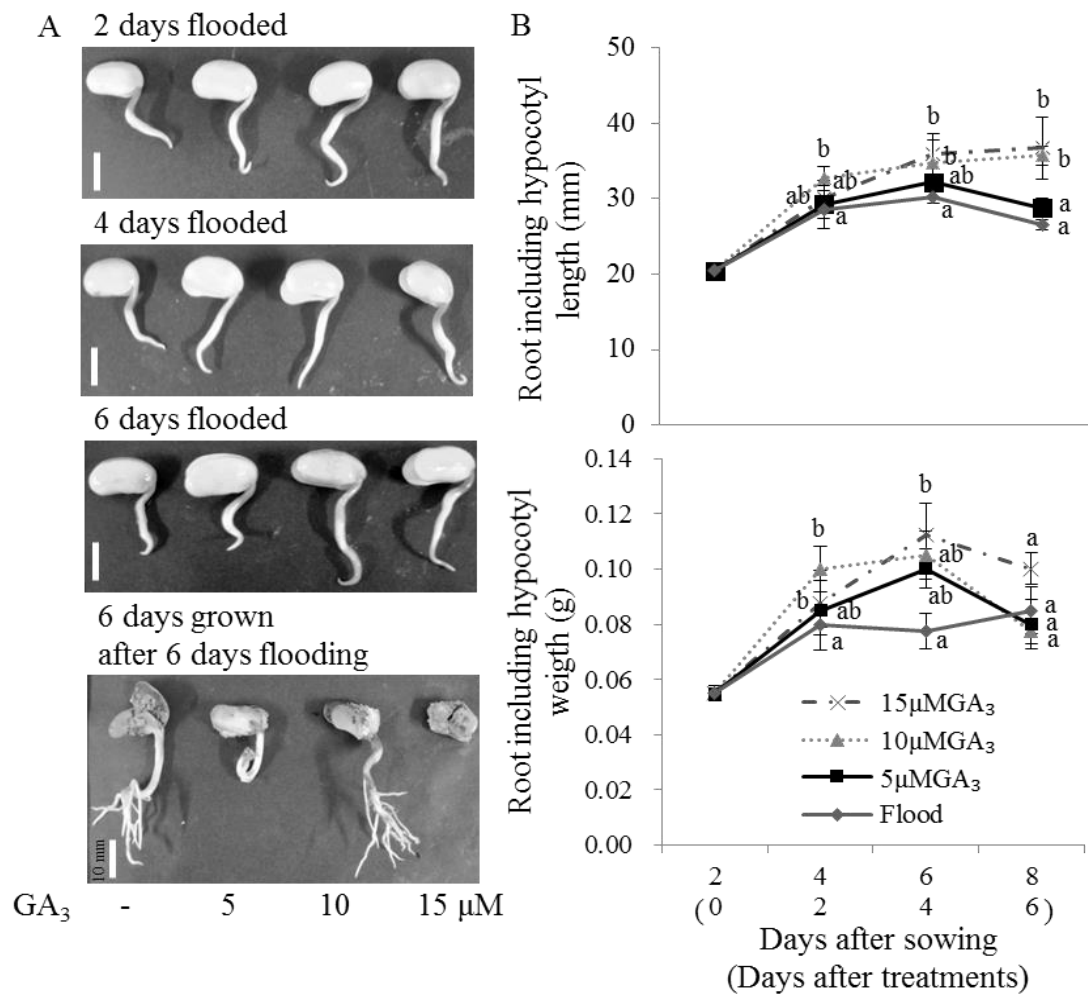 A
2 days flooded
4 days flooded
6 days flooded
6 days grown
after 6 days flooding
10 mm
GA₃ - 5 10 15 μM
B
Root including hypocotyl
length (mm)
50
40
30
20
10
0
b
b
b
b
b
ab
ab
ab
a
a
a
a
Root including hypocotyl
weigth (g)
0.14
0.12
0.10
0.08
0.06
0.04
0.02
0.00
b
b
a
b
ab
ab
ab
a
a
a
a
a
15μMGA₃
10μMGA₃
5μMGA₃
Flood
2 4 6 8
(0 2 4 6)
Days after sowing
(Days after treatments)